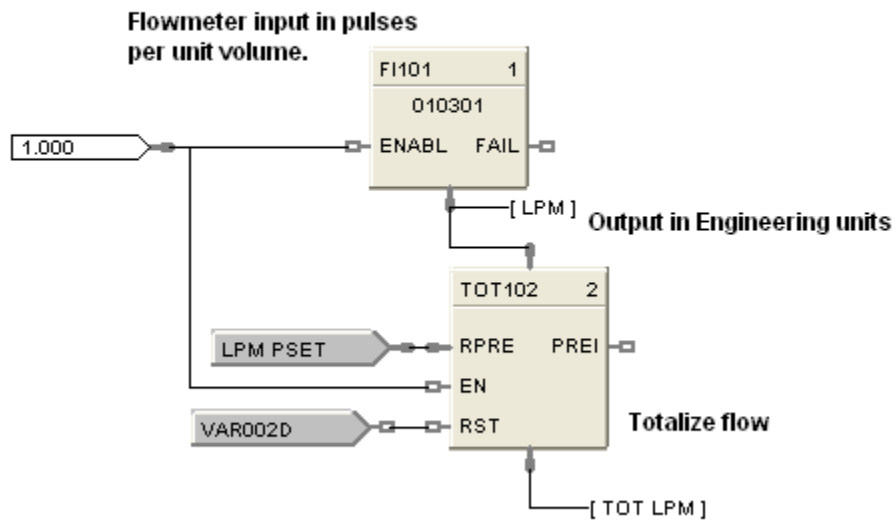 Flowmeter input in pulses
per unit volume.
FI101 1
010301
1.000
ENABL FAIL
[ LPM ]
Output in Engineering units
TOT102 2
LPM PSET
RPRE PREI
EN
VAR002D
RST
Totalize flow
[ TOT LPM ]